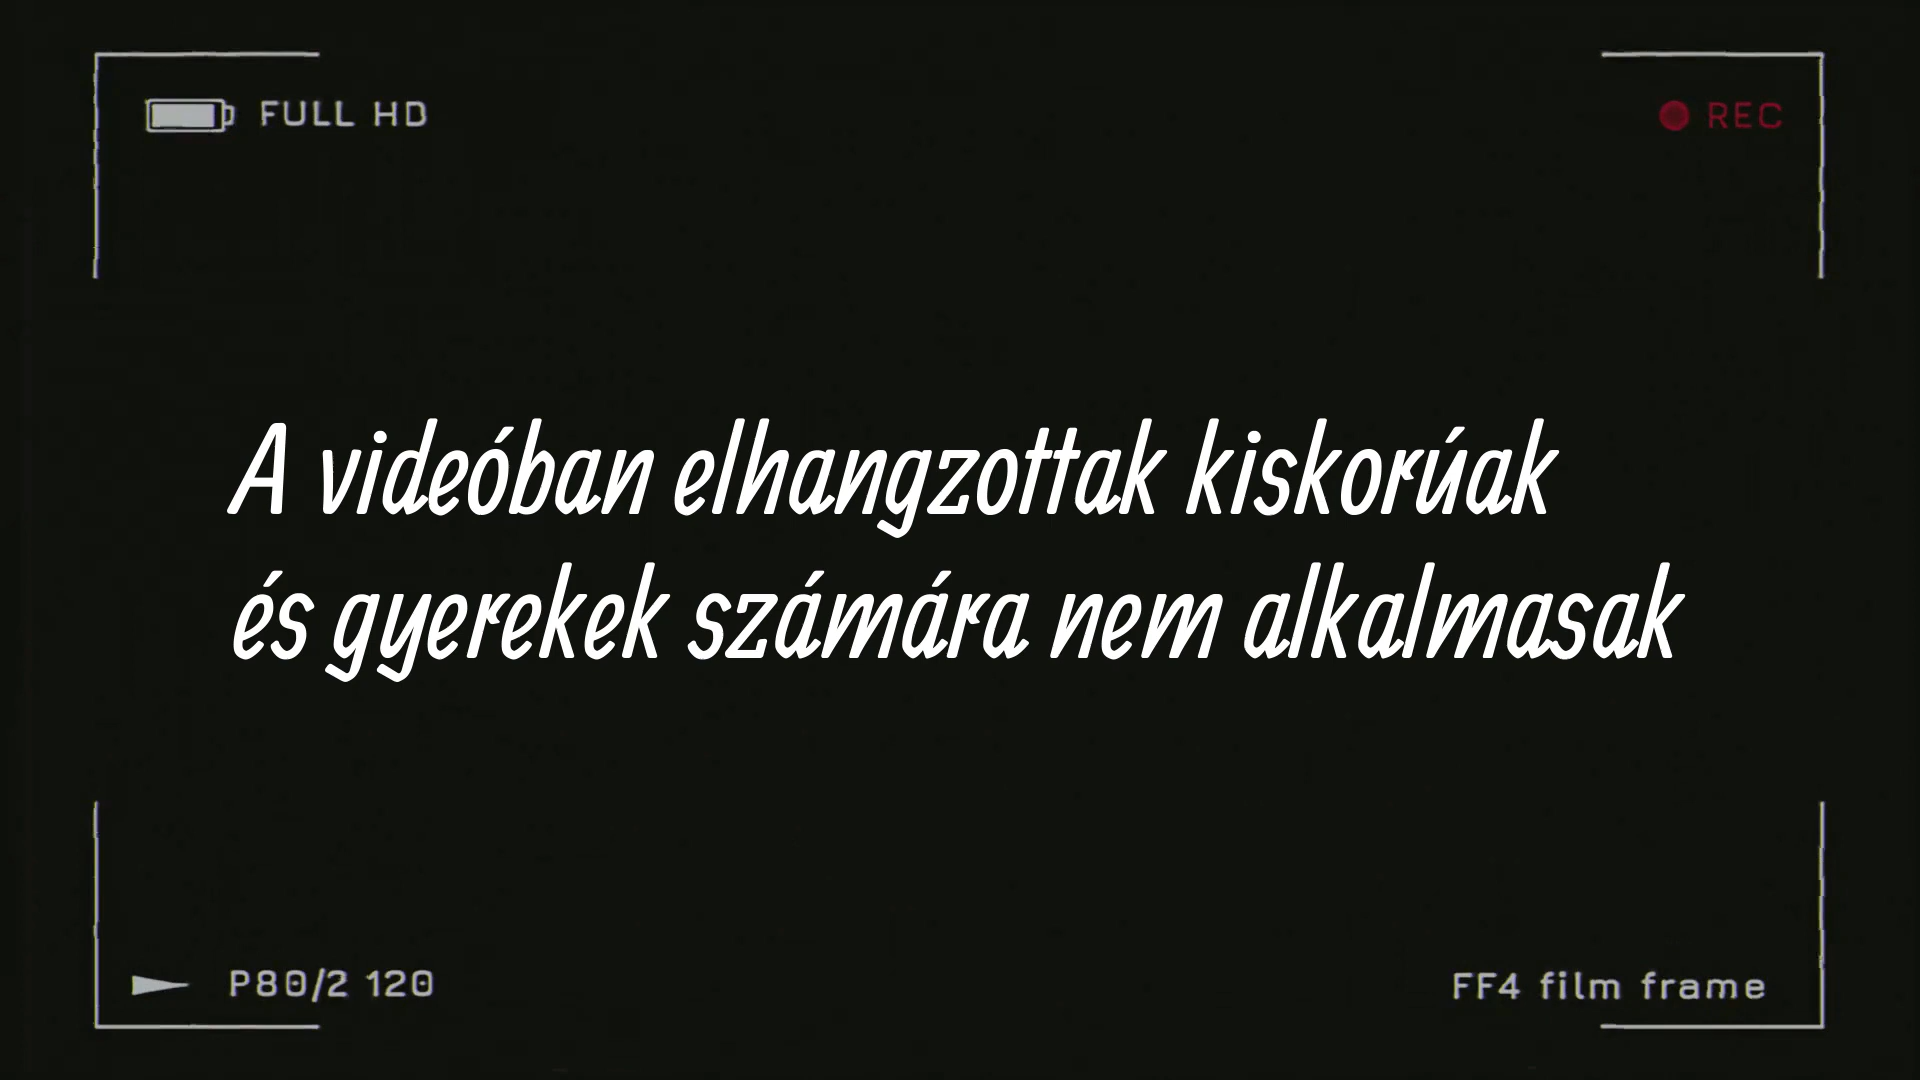 FULL HD
REC
A videóban elhangzottak kiskorúak
és gyerekek számára nem alkalmasak
P80/2 120
FF4 film frame